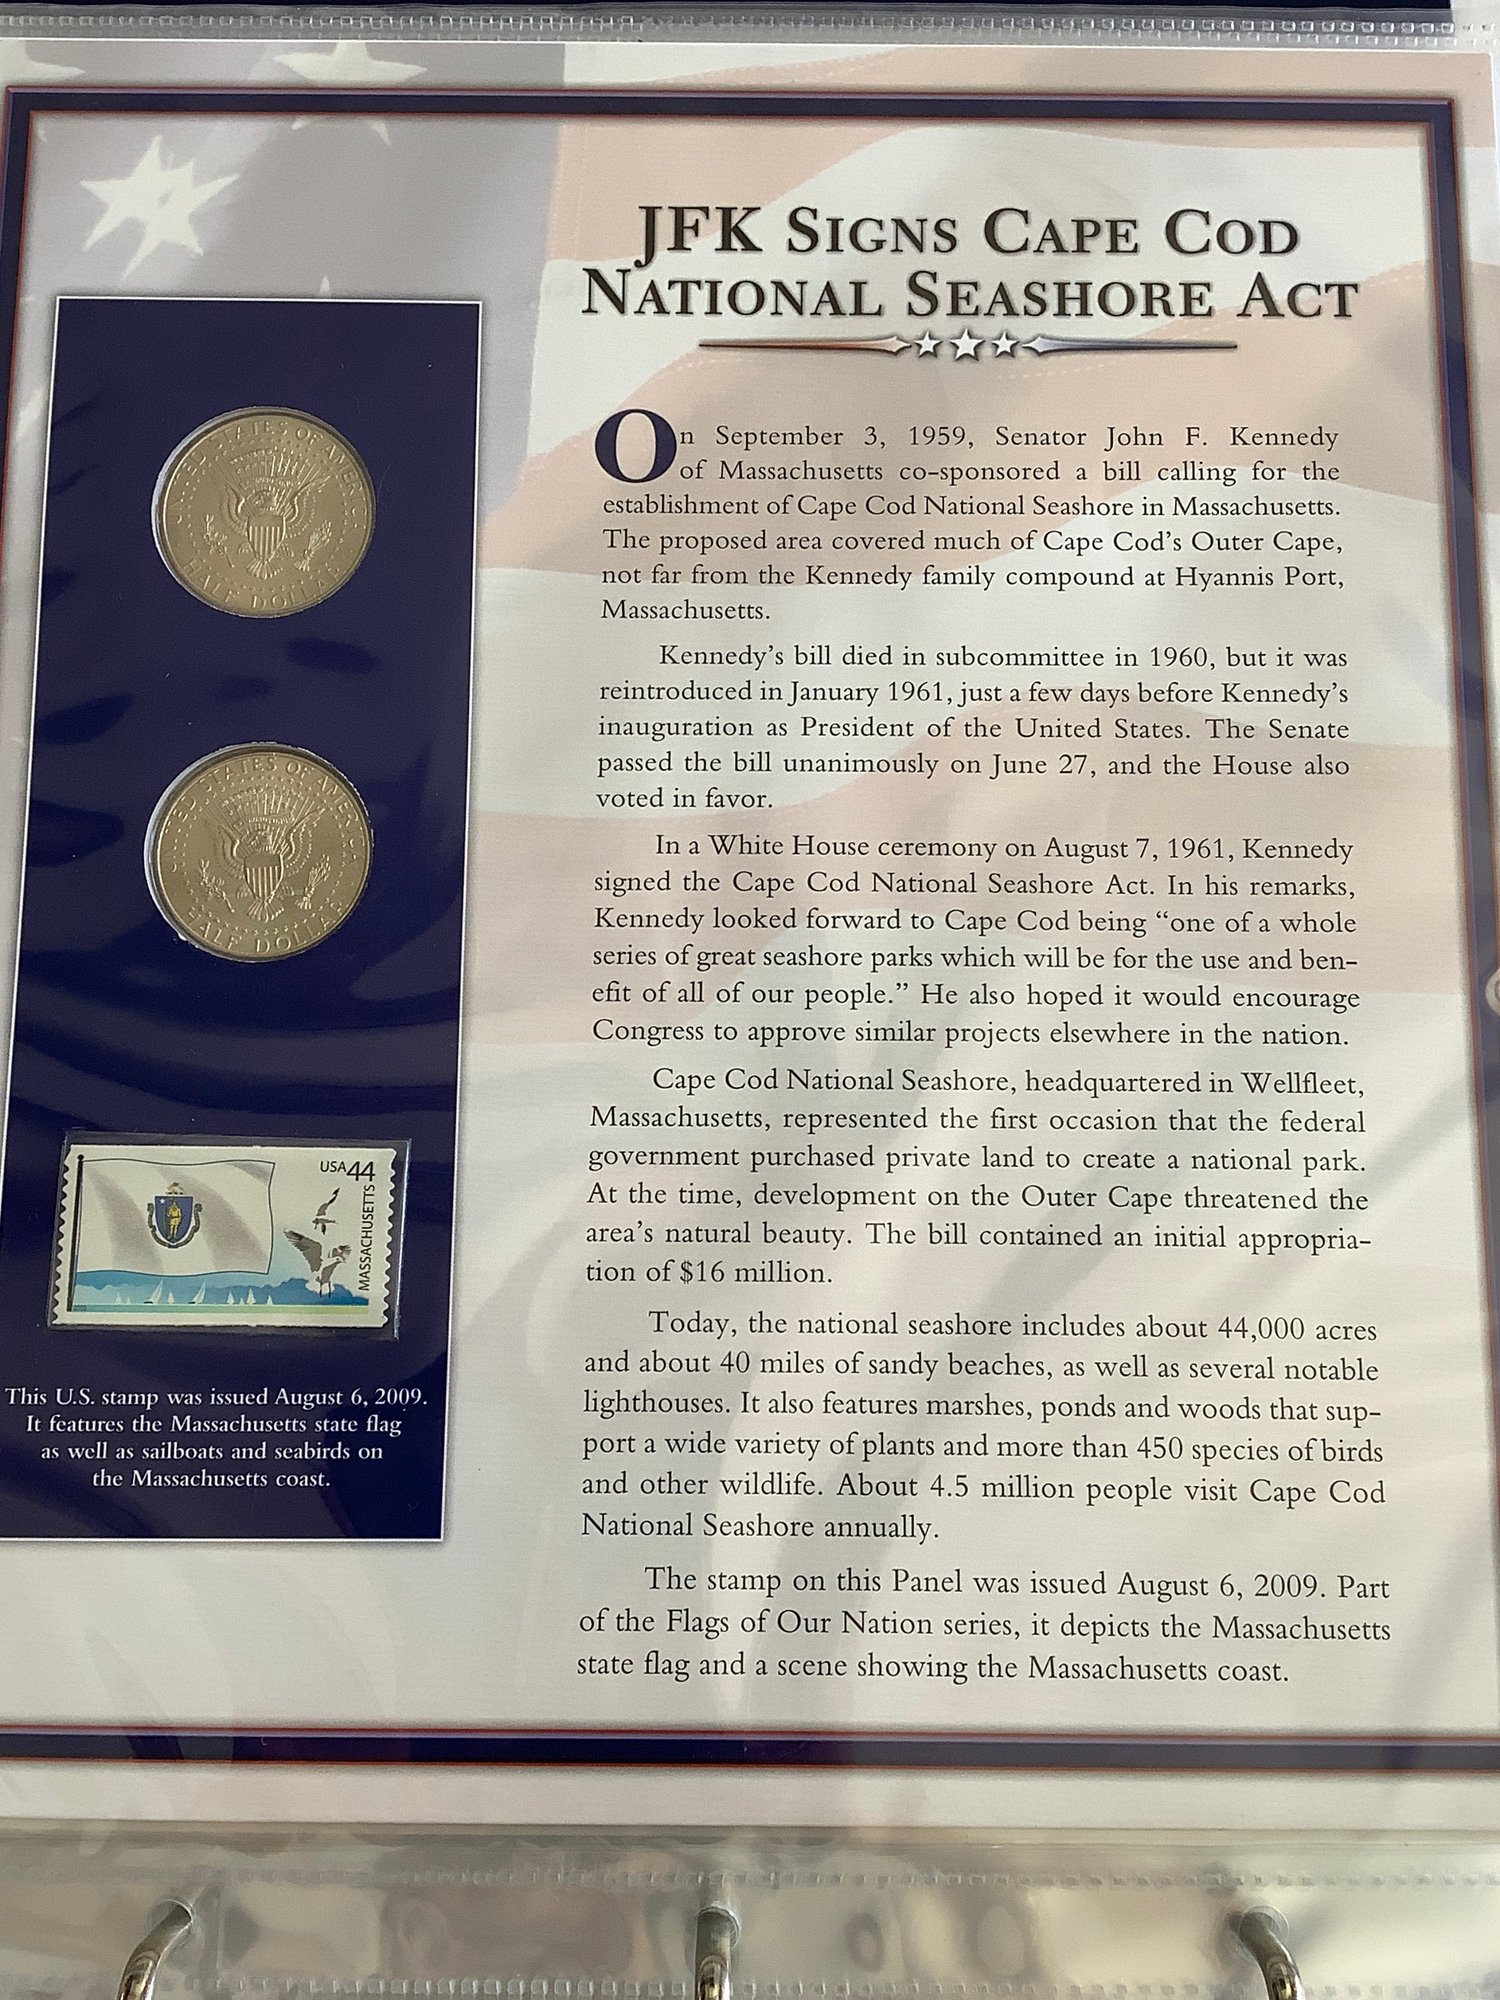 JFK SIGNS CAPE COD
NATIONAL SEASHORE ACT
On September 3, 1959, Senator John F. Kennedy
of Massachusetts co-sponsored a bill calling for the
establishment of Cape Cod National Seashore in Massachusetts.
The proposed area covered much of Cape Cod's Outer Cape,
not far from the Kennedy family compound at Hyannis Port,
Massachusetts.
Kennedy's bill died in subcommittee in 1960, but it was
reintroduced in January 1961, just a few days before Kennedy's
inauguration as President of the United States. The Senate
passed the bill unanimously on June 27, and the House also
voted in favor.
In a White House ceremony on August 7, 1961, Kennedy
signed the Cape Cod National Seashore Act. In his remarks,
Kennedy looked forward to Cape Cod being “one of a whole
series of great seashore parks which will be for the use and ben-
efit of all of our people.” He also hoped it would encourage
Congress to approve similar projects elsewhere in the nation.
Cape Cod National Seashore, headquartered in Wellfleet,
Massachusetts, represented the first occasion that the federal
government purchased private land to create a national park.
At the time, development on the Outer Cape threatened the
area's natural beauty. The bill contained an initial appropria-
tion of $16 million.
Today, the national seashore includes about 44,000 acres
and about 40 miles of sandy beaches, as well as several notable
lighthouses. It also features marshes, ponds and woods that sup-
port a wide variety of plants and more than 450 species of birds
and other wildlife. About 4.5 million people visit Cape Cod
National Seashore annually.
The stamp on this Panel was issued August 6, 2009. Part
of the Flags of Our Nation series, it depicts the Massachusetts
state flag and a scene showing the Massachusetts coast.
UNITED STATES OF AMERICA
HALF DOLLAR
UNITED STATES OF AMERICA
HALF DOLLAR
USA 44
MASSACHUSETTS
This U.S. stamp was issued August 6, 2009.
It features the Massachusetts state flag
as well as sailboats and seabirds on
the Massachusetts coast.